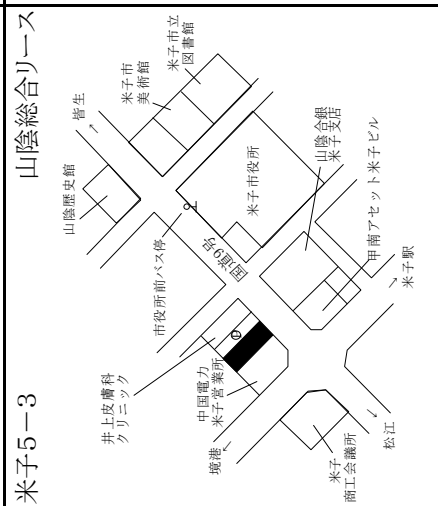 米子5-3
山陰総合リース
皆生
米子市
美術館
米子市立
図書館
山陰歴史館
市役所前バス停
国道9号
米子市役所
山陰合銀
米子支店
甲南アセット米子ビル
米子駅
井上皮膚科
クリニック
中国電力
米子営業所
境港
米子
商工会議所
松江